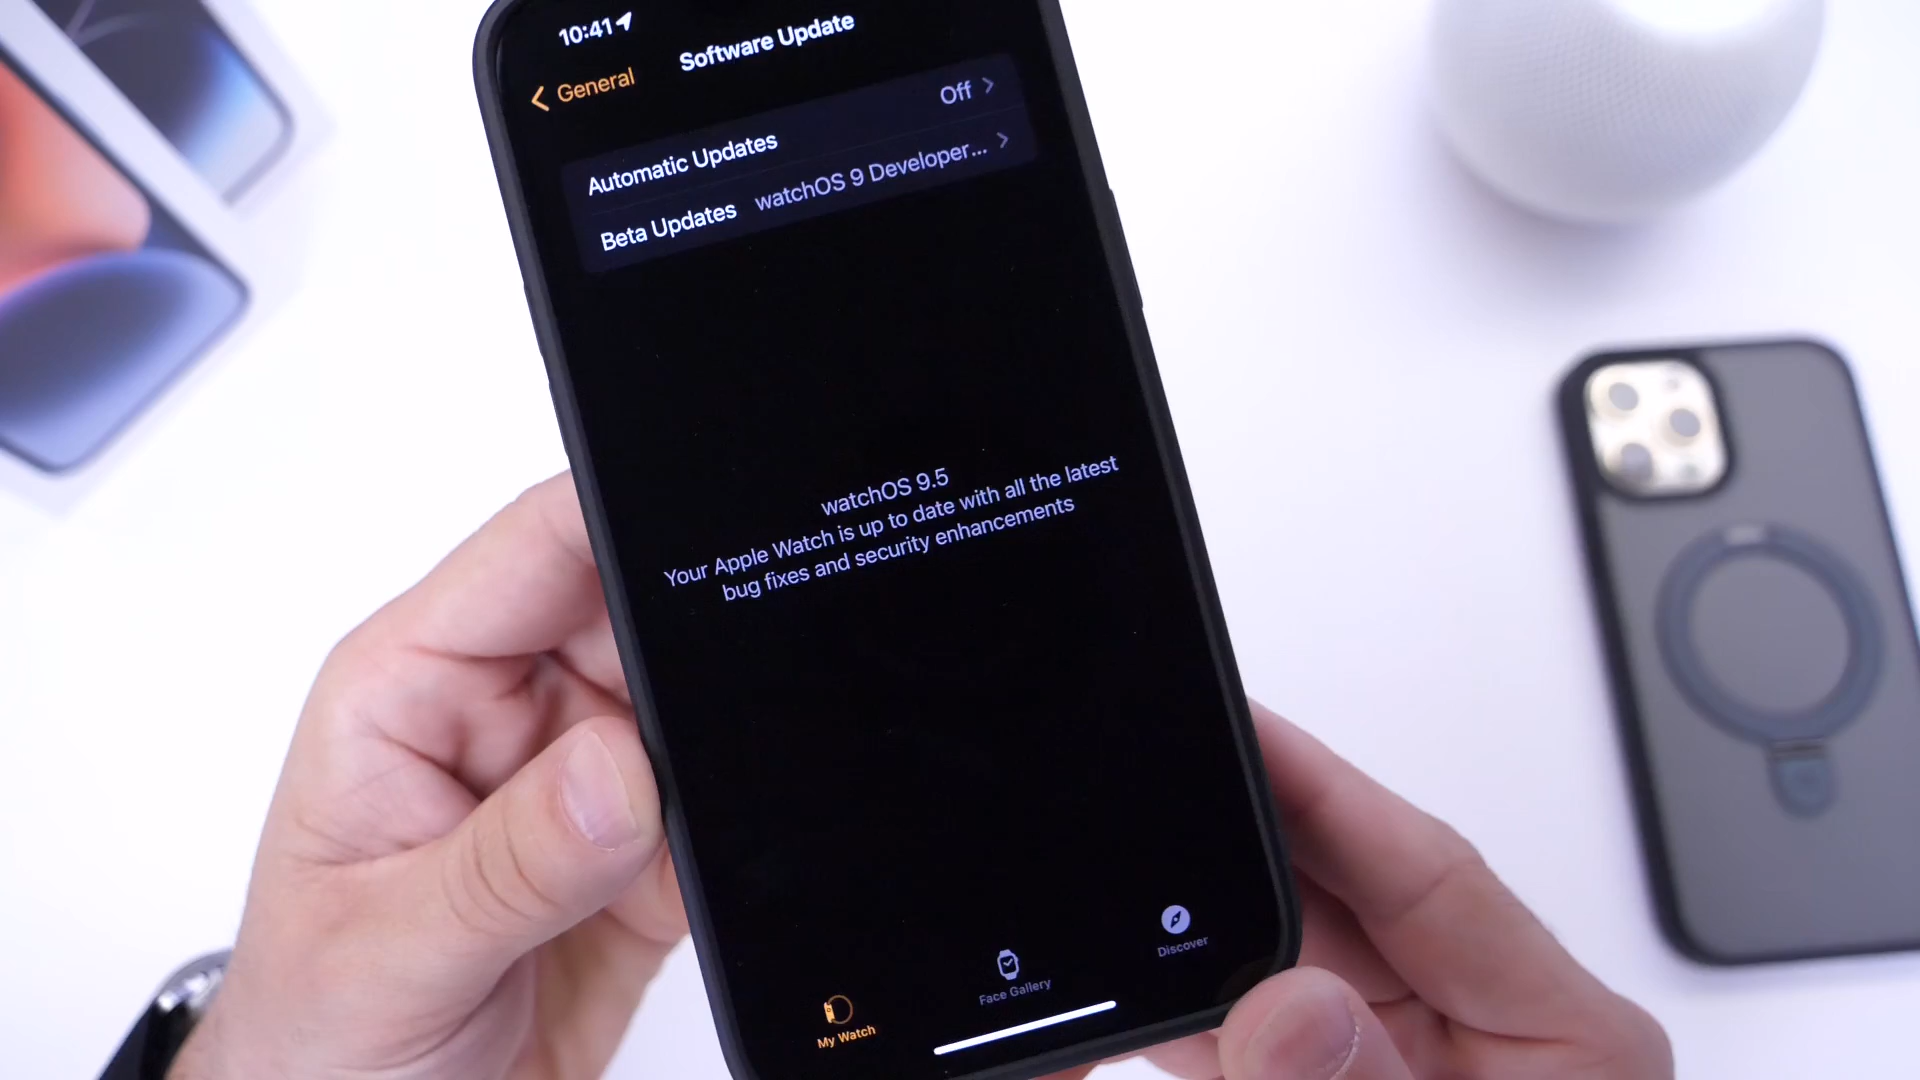 10:41
Software Update
General
Automatic Updates Off
Beta Updates watchOS 9 Developer...
watchOS 9.5
Your Apple Watch is up to date with all the latest
bug fixes and security enhancements
My Watch
Face Gallery
Discover